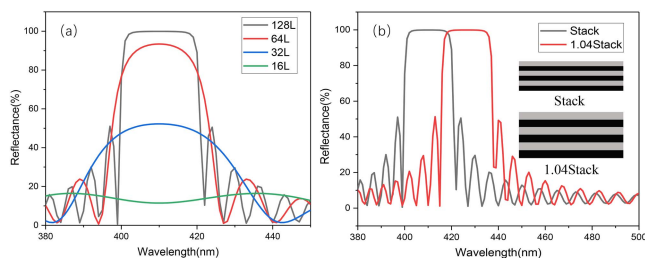 (a)
128L
64L
32L
16L
Reflectance(%)
100
80
60
40
20
0
380
400
420
440
Wavelength(nm)
(b)
Stack
1.04Stack
Stack
1.04Stack
Reflectance(%)
100
80
60
40
20
0
380
400
420
440
460
480
500
Wavelength(nm)